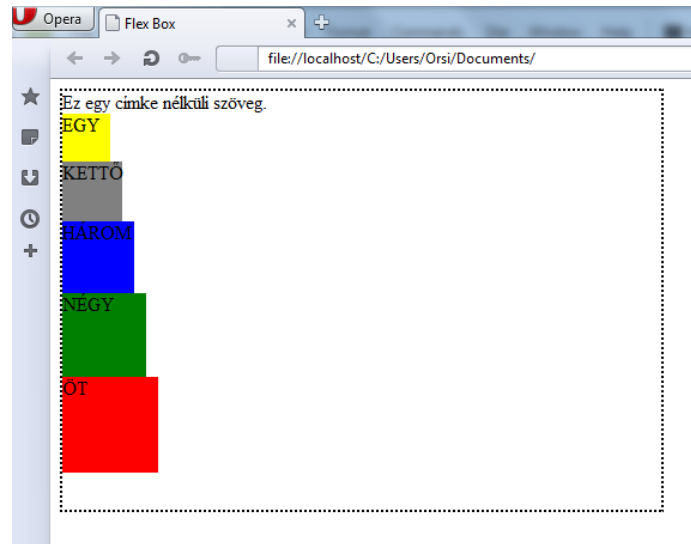 Opera
Flex Box
file://localhost/C:/Users/Orsi/Documents/
Ez egy címke nélküli szöveg.
EGY
KETTŐ
HÁROM
NÉGY
ÖT